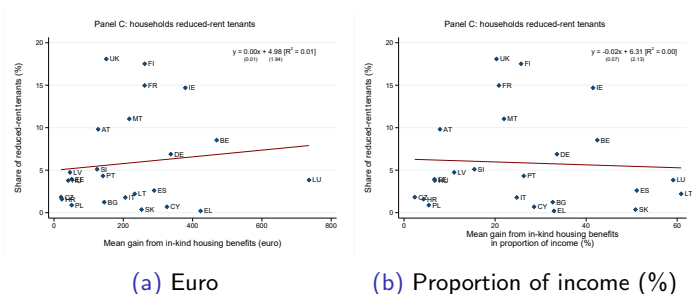 Panel C: households reduced-rent tenants
y = 0.00x + 4.98 [R² = 0.01]
(0.01) (1.94)
Share of reduced-rent tenants (%)
20
15
10
5
0
UK
FI
FR
IE
MT
AT
BE
DE
SI
LV
PT
LU
ES
LT
CZ
HR
IT
BG
PL
SK
CY
EL
0
200
400
600
800
Mean gain from in-kind housing benefits (euro)
(a) Euro
Panel C: households reduced-rent tenants
y = -0.02x + 6.31 [R² = 0.00]
(0.07) (2.13)
Share of reduced-rent tenants (%)
20
15
10
5
0
UK
FI
FR
IE
MT
AT
BE
DE
SI
LV
PT
LU
ES
LT
CZ
HR
IT
BG
PL
CY
EL
SK
0
20
40
60
Mean gain from in-kind housing benefits
in proportion of income (%)
(b) Proportion of income (%)